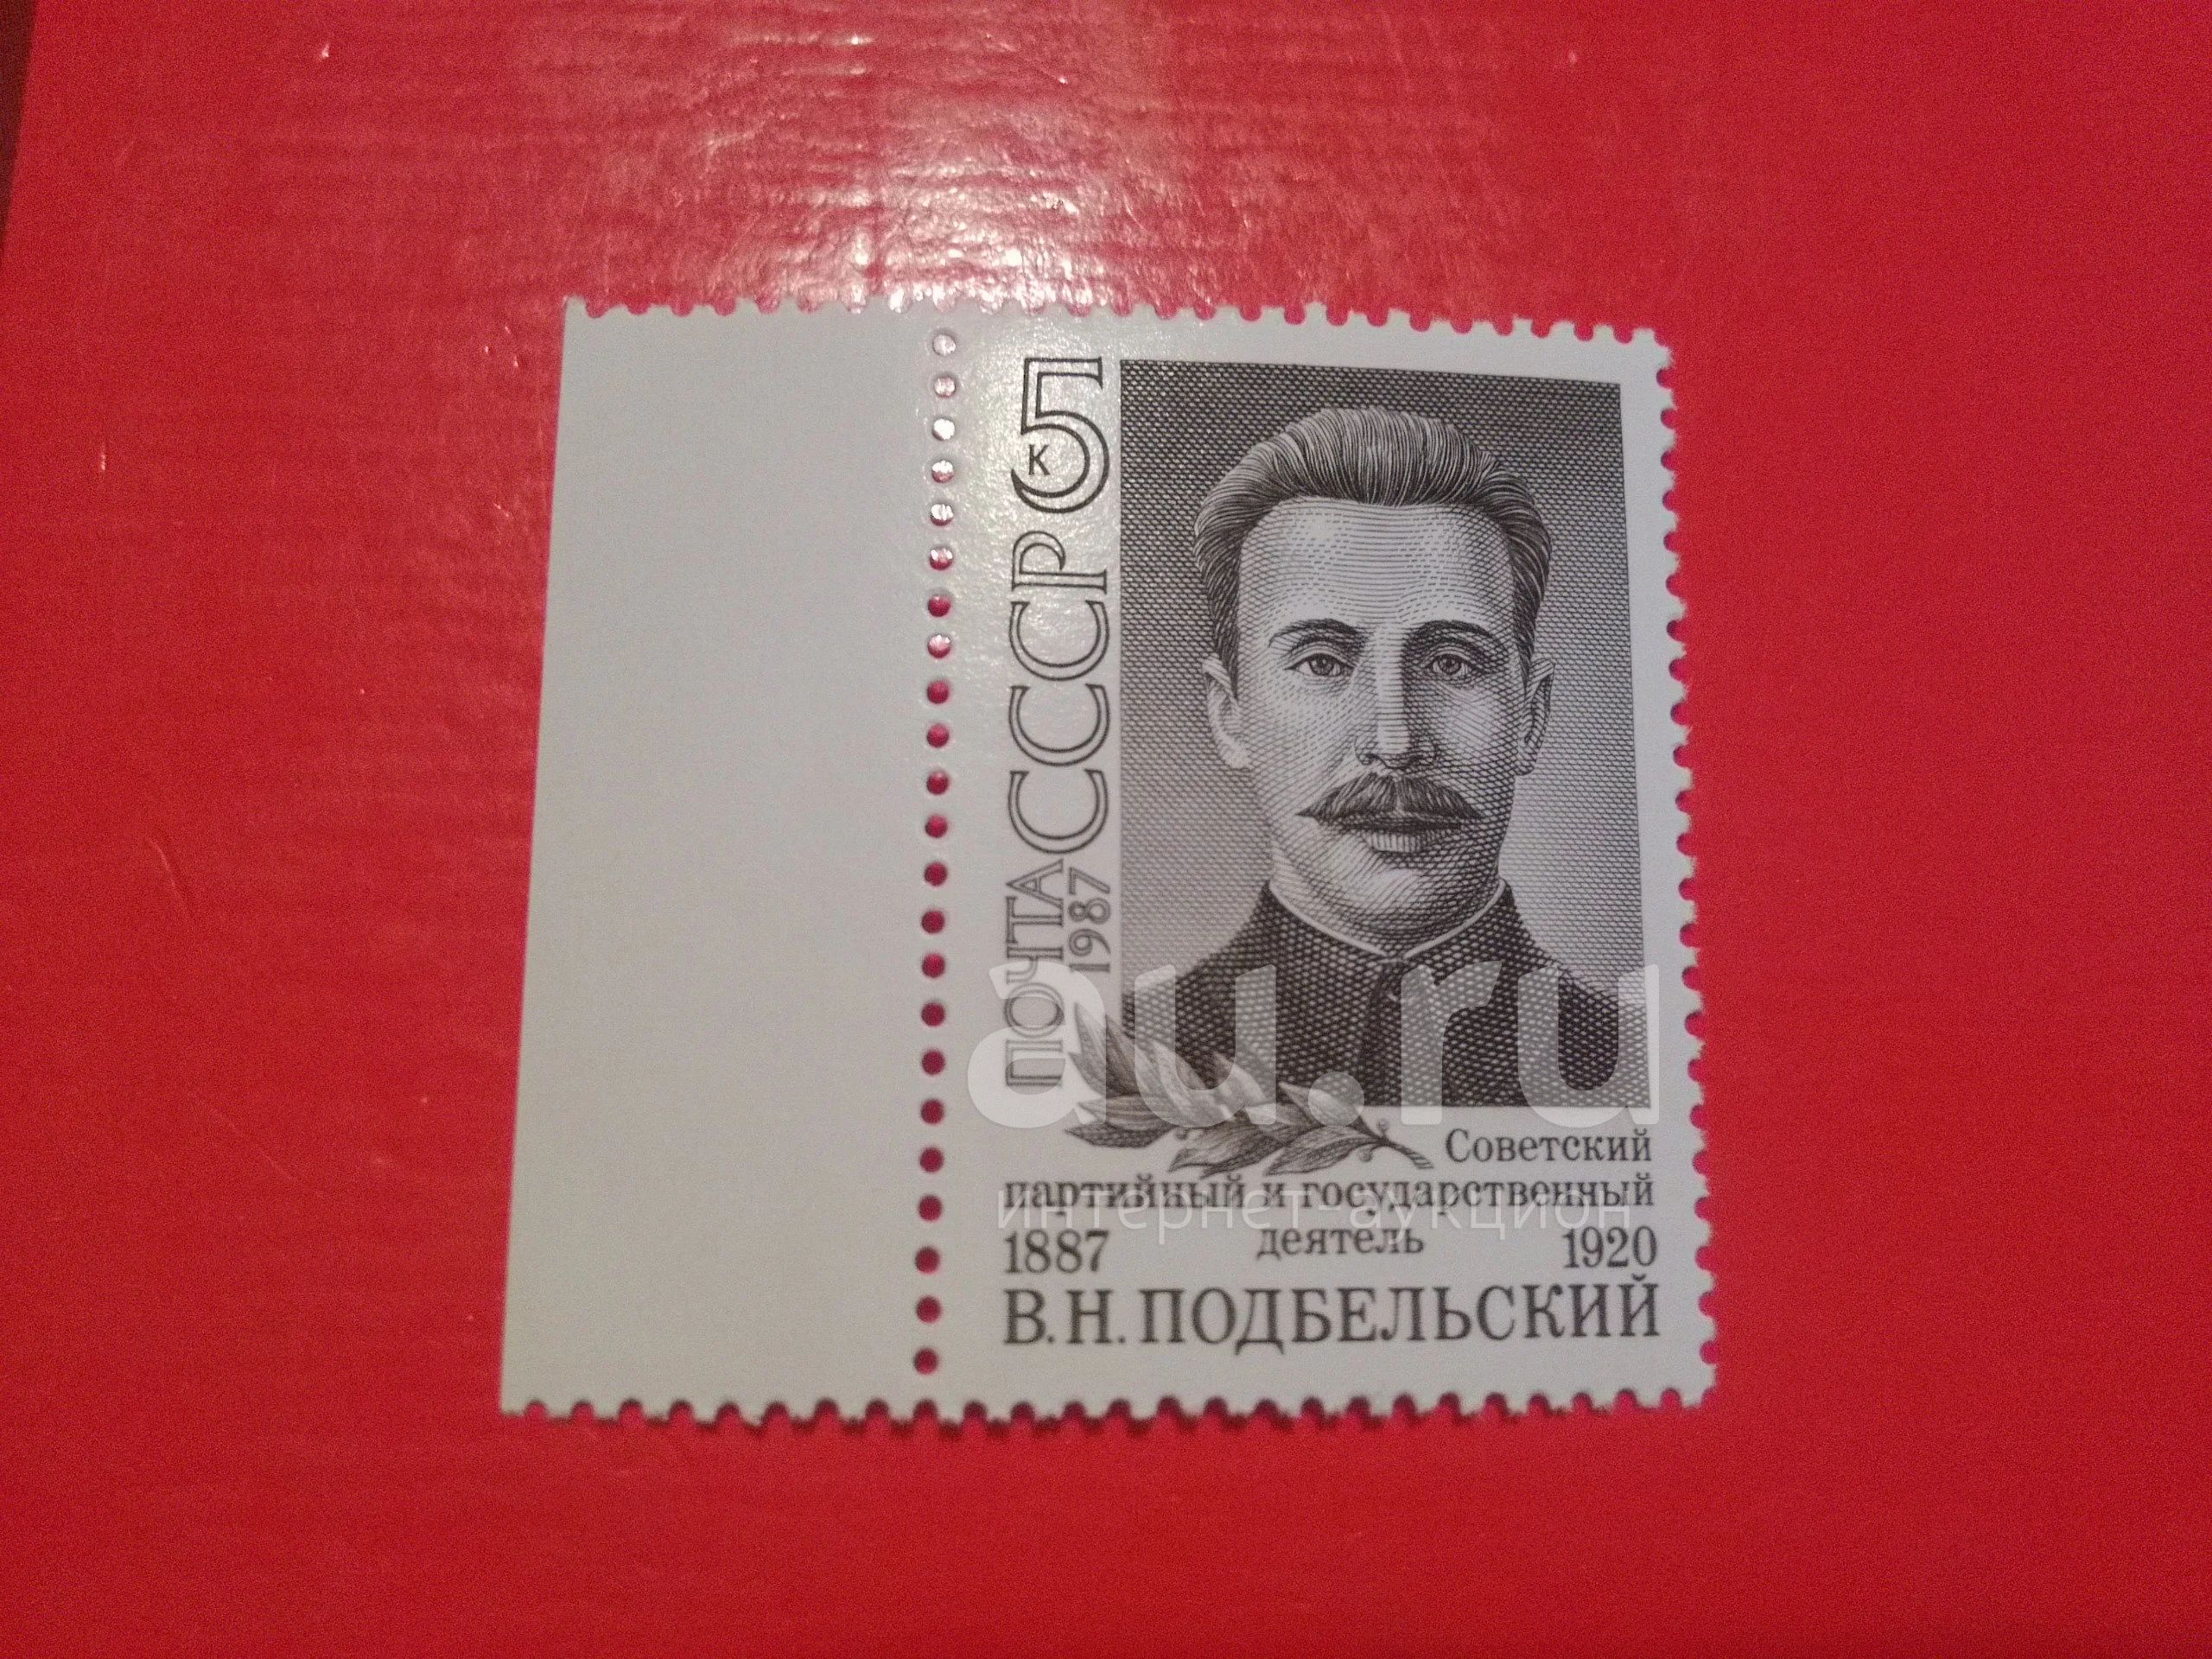 5 к
СССР
ПОЧТА
1987
Советский
партийный и государственный
деятель
1887 1920
В. Н. ПОДБЕЛЬСКИЙ
au.ru
интернет-аукцион